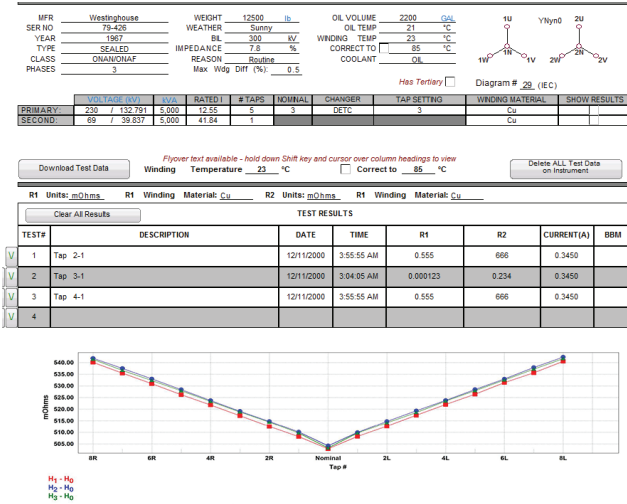 MFR Westinghouse WEIGHT 12500 lb OIL VOLUME 2200 GAL 1U YNyn0 2U
SER NO 79-426 WEATHER Sunny OIL TEMP 21 °C
YEAR 1967 BIL 300 kV WINDING TEMP 23 °C
TYPE SEALED IMPEDANCE 7.8 % CORRECT TO 85 °C 1N 2N
CLASS ONAN/ONAF REASON Routine COOLANT OIL 1W 1V 2W 2V
PHASES 3 Max Wdg Diff (%): 0.5
Has Tertiary Diagram # 29 (IEC)
VOLTAGE (kV) kVA RATED I # TAPS NOMINAL CHANGER TAP SETTING WINDING MATERIAL SHOW RESULTS
PRIMARY: 230 / 132.791 5,000 12.55 5 3 DETC 3 Cu
SECOND: 69 / 39.837 5,000 41.84 1 Cu
Flyover text available - hold down Shift key and cursor over column headings to view
Download Test Data Winding Temperature 23 °C Correct to 85 °C Delete ALL Test Data
on Instrument
R1 Units: mOhms R1 Winding Material: Cu R2 Units: mOhms R1 Winding Material: Cu
Clear All Results TEST RESULTS
TEST# DESCRIPTION DATE TIME R1 R2 CURRENT(A) BBM
V 1 Tap 2-1 12/11/2000 3:55:55 AM 0.555 666 0.3450
V 2 Tap 3-1 12/11/2000 3:04:05 AM 0.000123 0.234 0.3450
V 3 Tap 4-1 12/11/2000 3:55:55 AM 0.555 666 0.3450
V 4
mOhms
540.00
535.00
530.00
525.00
520.00
515.00
510.00
505.00
8R 6R 4R 2R Nominal 2L 4L 6L 8L
Tap #
H1 - H0
H2 - H0
H3 - H0